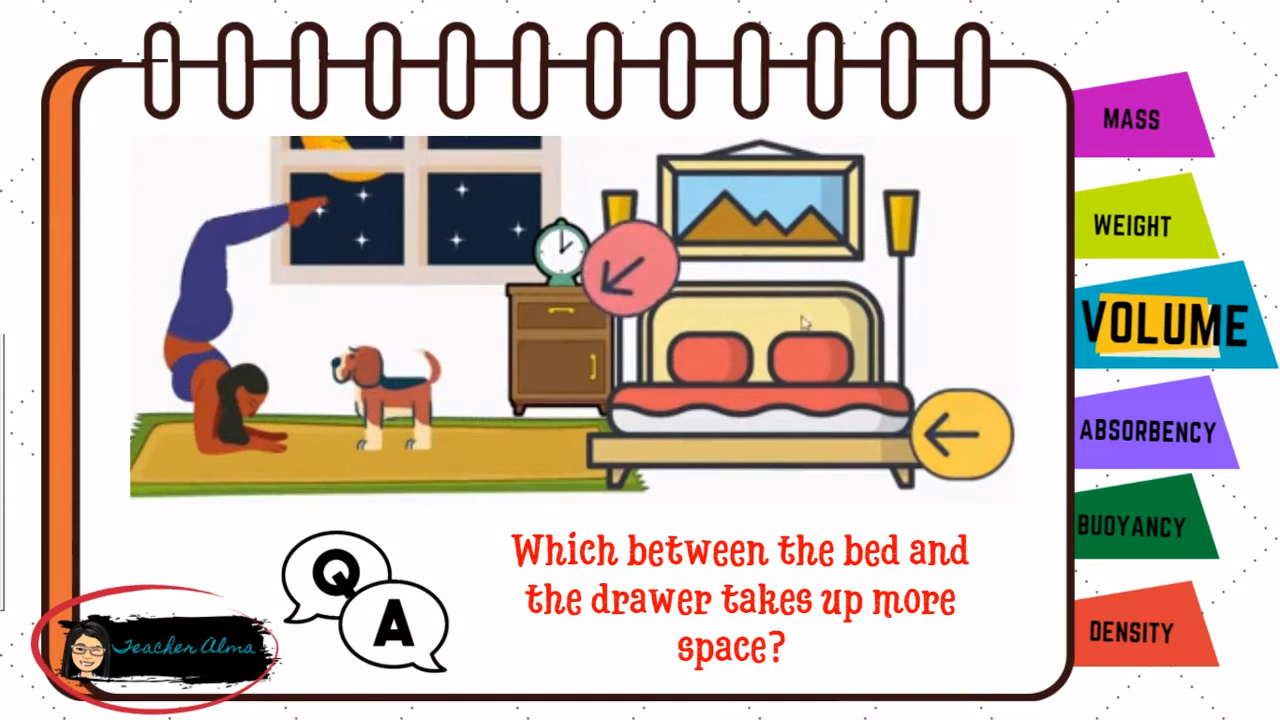 MASS
WEIGHT
VOLUME
ABSORBENCY
BUOYANCY
DENSITY
Q
A
Which between the bed and
the drawer takes up more
space?
Teacher Alma